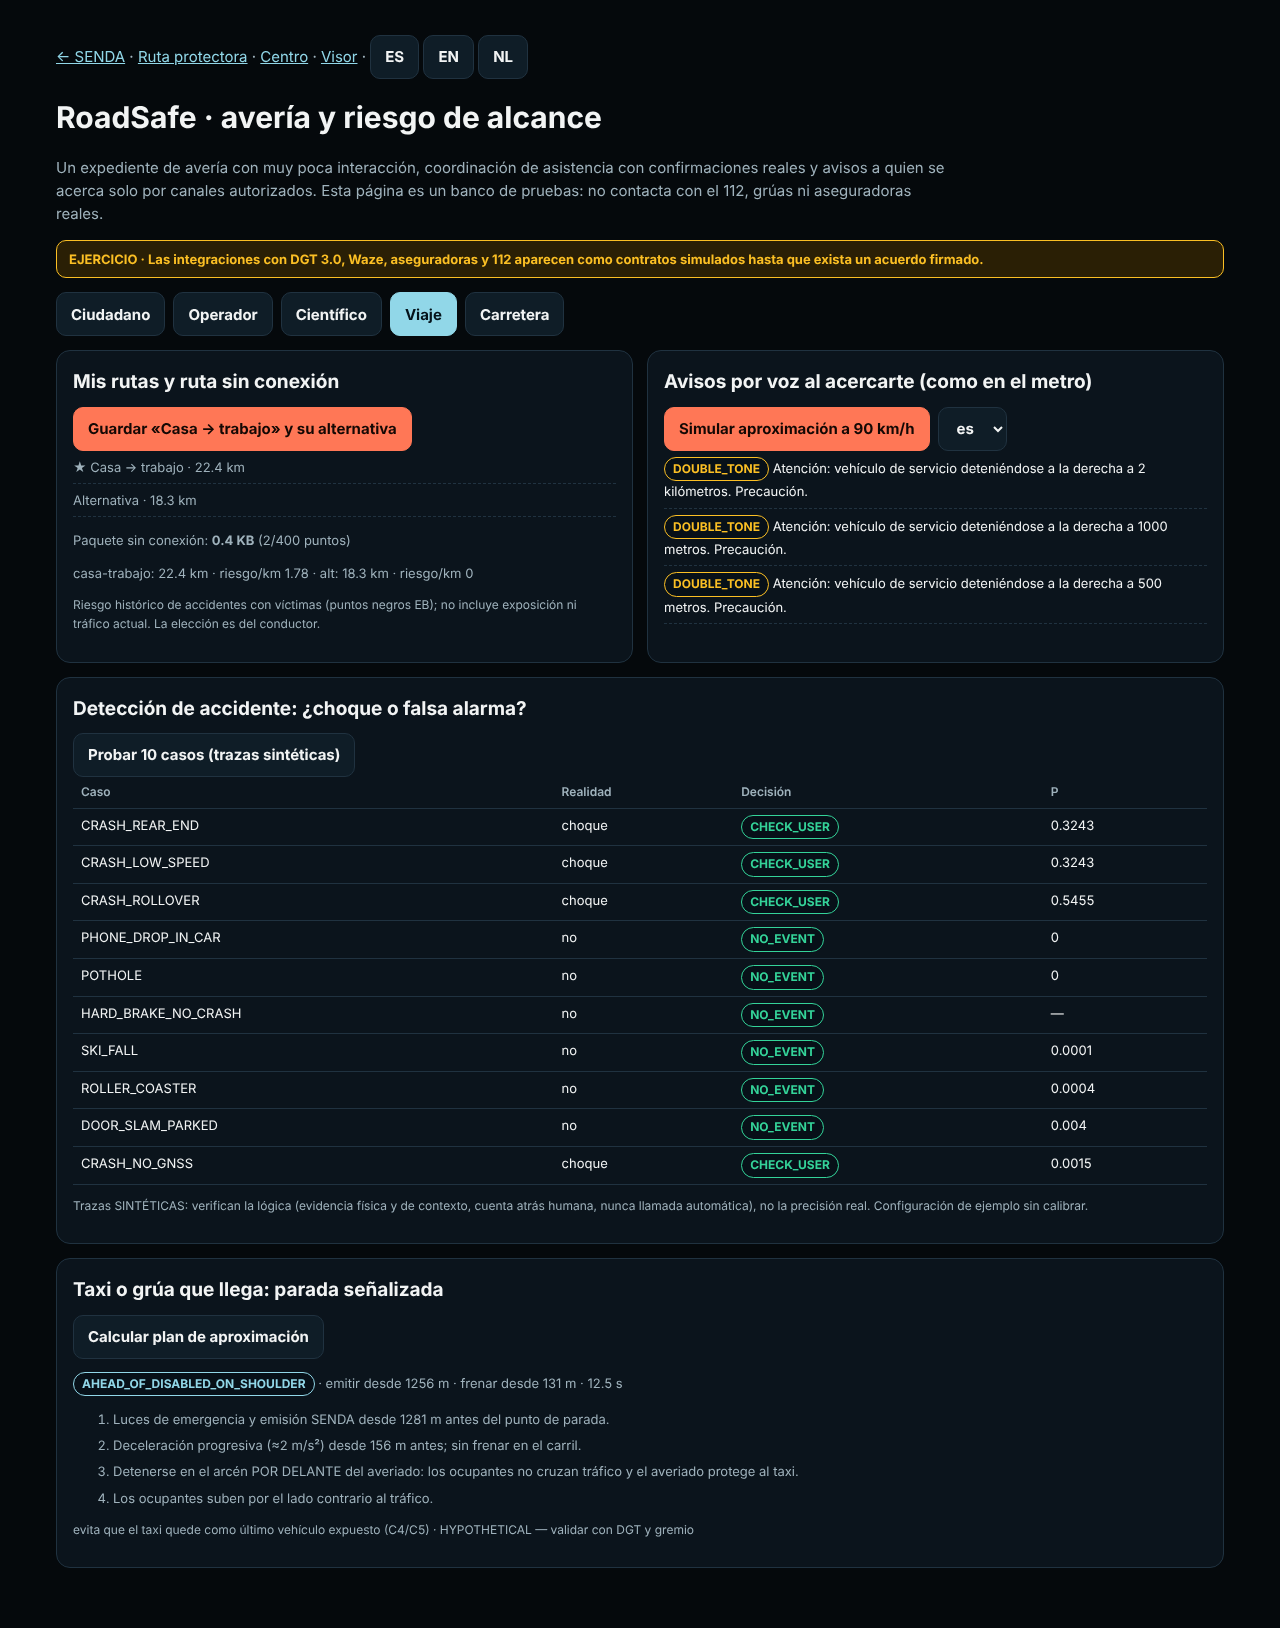 ← SENDA · Ruta protectora · Centro · Visor · ES EN NL
RoadSafe · avería y riesgo de alcance
Un expediente de avería con muy poca interacción, coordinación de asistencia con confirmaciones reales y avisos a quien se
acerca solo por canales autorizados. Esta página es un banco de pruebas: no contacta con el 112, grúas ni aseguradoras
reales.
EJERCICIO · Las integraciones con DGT 3.0, Waze, aseguradoras y 112 aparecen como contratos simulados hasta que exista un acuerdo firmado.
Ciudadano Operador Científico Viaje Carretera
Mis rutas y ruta sin conexión
Guardar «Casa → trabajo» y su alternativa
★ Casa → trabajo · 22.4 km
Alternativa · 18.3 km
Paquete sin conexión: 0.4 KB (2/400 puntos)
casa-trabajo: 22.4 km · riesgo/km 1.78 · alt: 18.3 km · riesgo/km 0
Riesgo histórico de accidentes con víctimas (puntos negros EB); no incluye exposición ni
tráfico actual. La elección es del conductor.
Avisos por voz al acercarte (como en el metro)
Simular aproximación a 90 km/h es
DOUBLE_TONE Atención: vehículo de servicio deteniéndose a la derecha a 2
kilómetros. Precaución.
DOUBLE_TONE Atención: vehículo de servicio deteniéndose a la derecha a 1000
metros. Precaución.
DOUBLE_TONE Atención: vehículo de servicio deteniéndose a la derecha a 500
metros. Precaución.
Detección de accidente: ¿choque o falsa alarma?
Probar 10 casos (trazas sintéticas)
Caso Realidad Decisión P
CRASH_REAR_END choque CHECK_USER 0.3243
CRASH_LOW_SPEED choque CHECK_USER 0.3243
CRASH_ROLLOVER choque CHECK_USER 0.5455
PHONE_DROP_IN_CAR no NO_EVENT 0
POTHOLE no NO_EVENT 0
HARD_BRAKE_NO_CRASH no NO_EVENT —
SKI_FALL no NO_EVENT 0.0001
ROLLER_COASTER no NO_EVENT 0.0004
DOOR_SLAM_PARKED no NO_EVENT 0.004
CRASH_NO_GNSS choque CHECK_USER 0.0015
Trazas SINTÉTICAS: verifican la lógica (evidencia física y de contexto, cuenta atrás humana, nunca llamada automática), no la precisión real. Configuración de ejemplo sin calibrar.
Taxi o grúa que llega: parada señalizada
Calcular plan de aproximación
AHEAD_OF_DISABLED_ON_SHOULDER · emitir desde 1256 m · frenar desde 131 m · 12.5 s
1. Luces de emergencia y emisión SENDA desde 1281 m antes del punto de parada.
2. Deceleración progresiva (≈2 m/s²) desde 156 m antes; sin frenar en el carril.
3. Detenerse en el arcén POR DELANTE del averiado: los ocupantes no cruzan tráfico y el averiado protege al taxi.
4. Los ocupantes suben por el lado contrario al tráfico.
evita que el taxi quede como último vehículo expuesto (C4/C5) · HYPOTHETICAL — validar con DGT y gremio